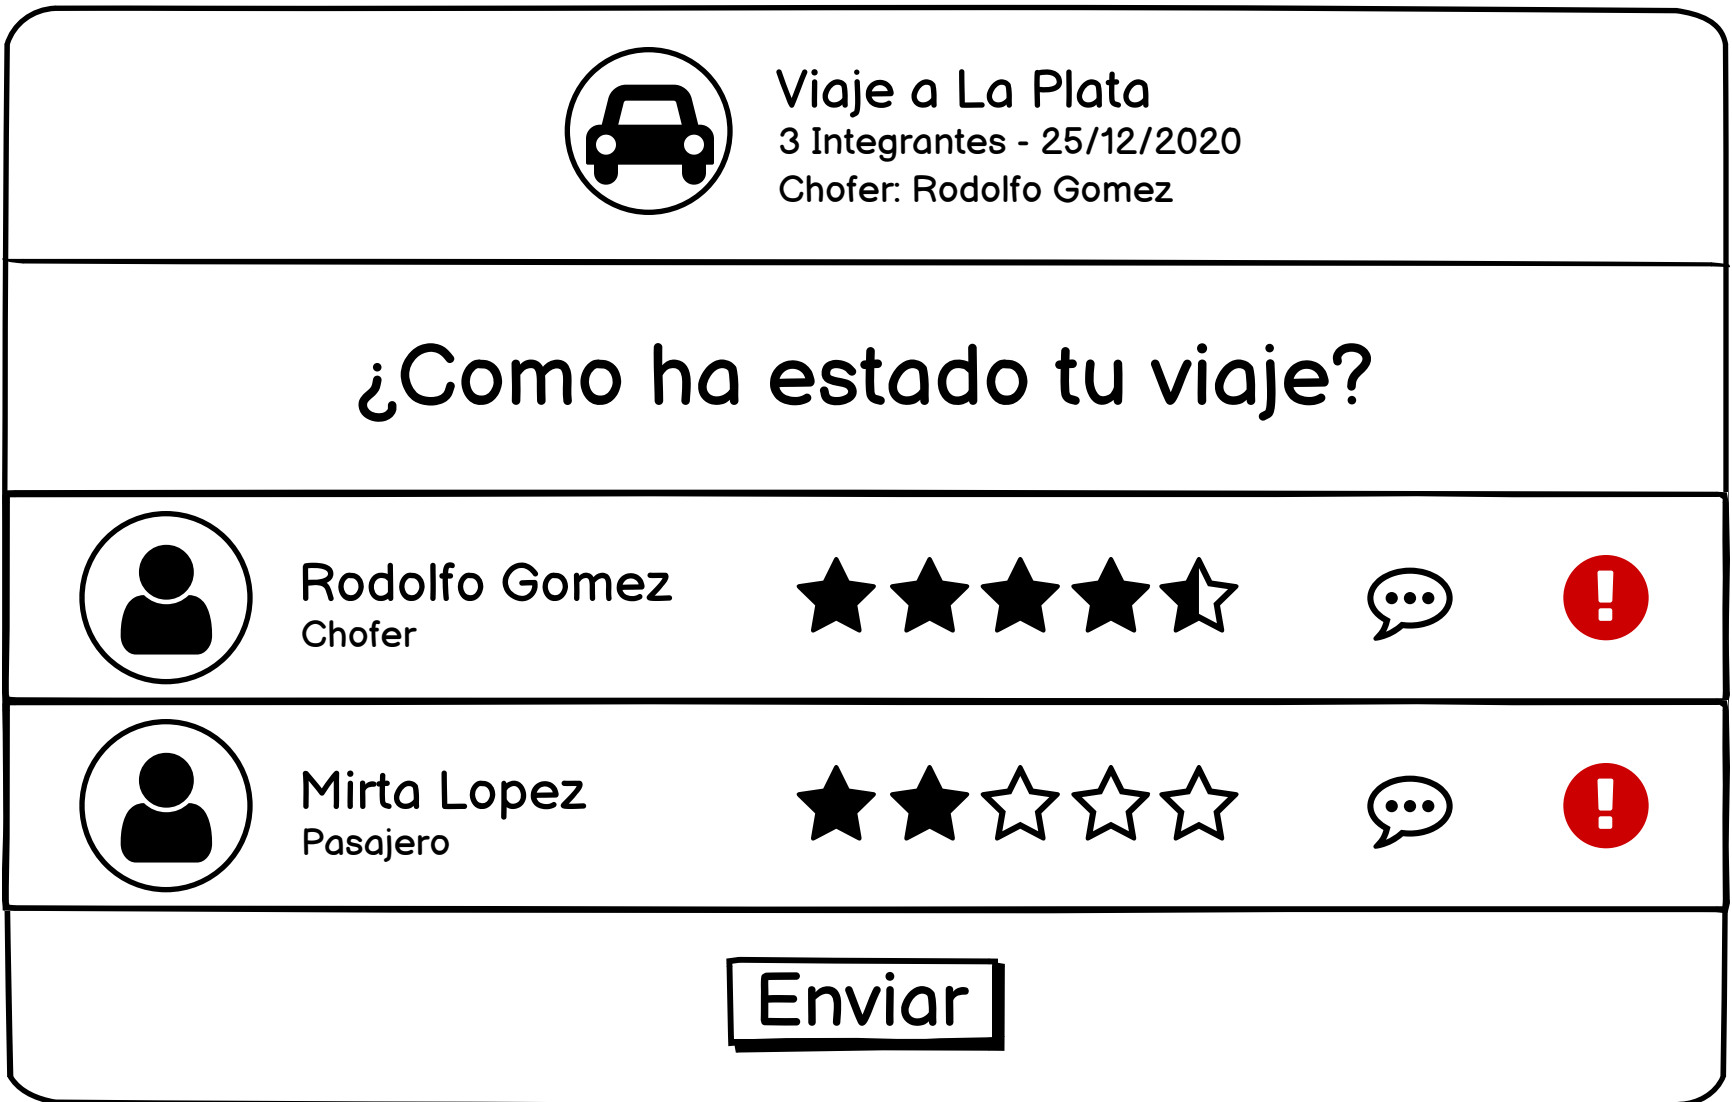 Viaje a La Plata
3 Integrantes - 25/12/2020
Chofer: Rodolfo Gomez
¿Como ha estado tu viaje?
Rodolfo Gomez
Chofer
Mirta Lopez
Pasajero
Enviar